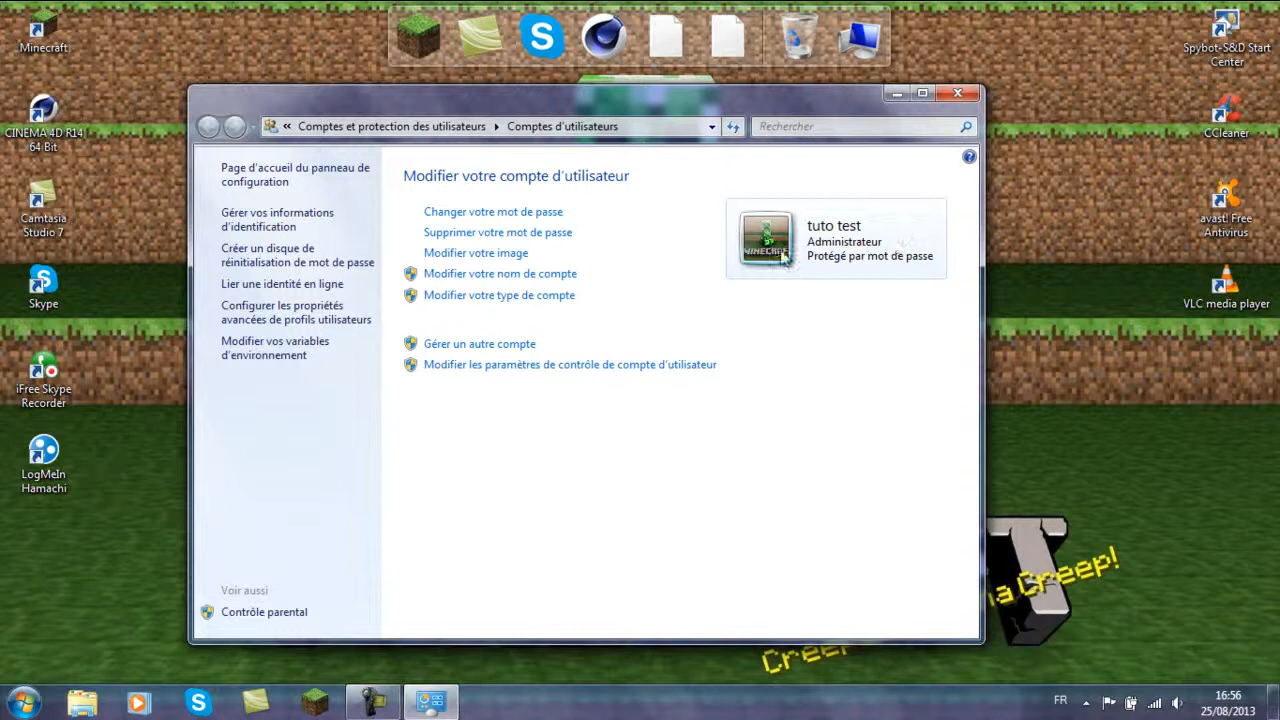 Minecraft
CINEMA 4D R14
64 Bit
Camtasia
Studio 7
Skype
iFree Skype
Recorder
LogMeIn
Hamachi
Spybot-S&D Start
Center
CCleaner
avast! Free
Antivirus
VLC media player
Comptes et protection des utilisateurs
Comptes d'utilisateurs
Rechercher
Page d'accueil du panneau de
configuration
Gérer vos informations
d'identification
Créer un disque de
réinitialisation de mot de passe
Lier une identité en ligne
Configurer les propriétés
avancées de profils utilisateurs
Modifier vos variables
d'environnement
Voir aussi
Contrôle parental
Modifier votre compte d'utilisateur
Changer votre mot de passe
Supprimer votre mot de passe
Modifier votre image
Modifier votre nom de compte
Modifier votre type de compte
Gérer un autre compte
Modifier les paramètres de contrôle de compte d'utilisateur
tuto test
Administrateur
Protégé par mot de passe
MINECRAF
na Creep!
Creep
FR
16:56
25/08/2013